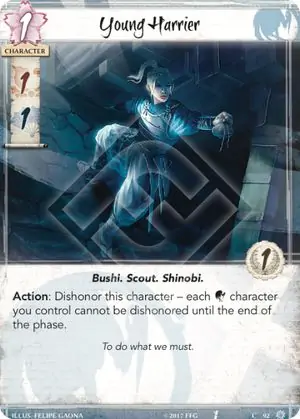 Young Harrier
1
CHARACTER
1
1
1
Bushi. Scout. Shinobi.
Action: Dishonor this character – each character
you control cannot be dishonored until the end of
the phase.
To do what we must.
ILLUS: FELIPE GAONA
©2017 FFG
C 92